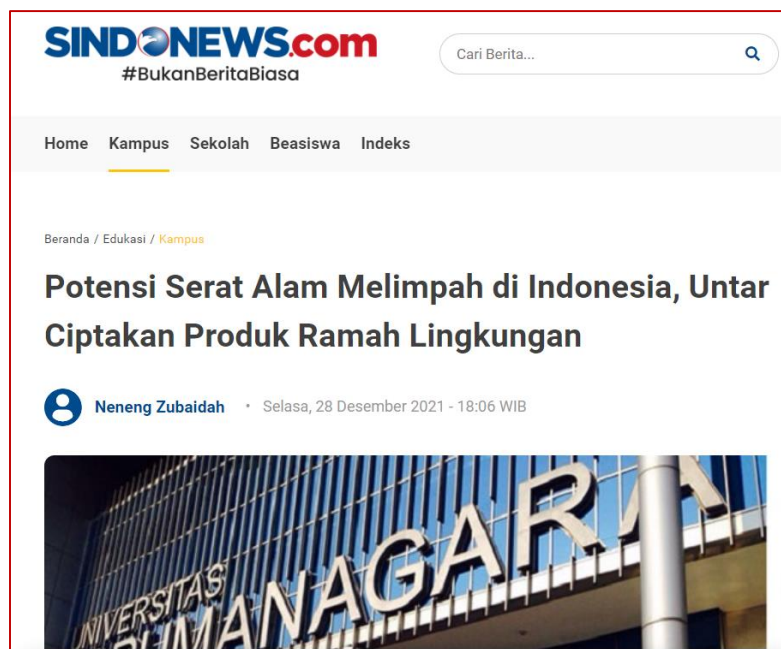 SINDONEWS.com
#BukanBeritaBiasa
Cari Berita...
Home Kampus Sekolah Beasiswa Indeks
Beranda / Edukasi / Kampus
Potensi Serat Alam Melimpah di Indonesia, Untar
Ciptakan Produk Ramah Lingkungan
Neneng Zubaidah • Selasa, 28 Desember 2021 - 18:06 WIB
UNIVERSITAS